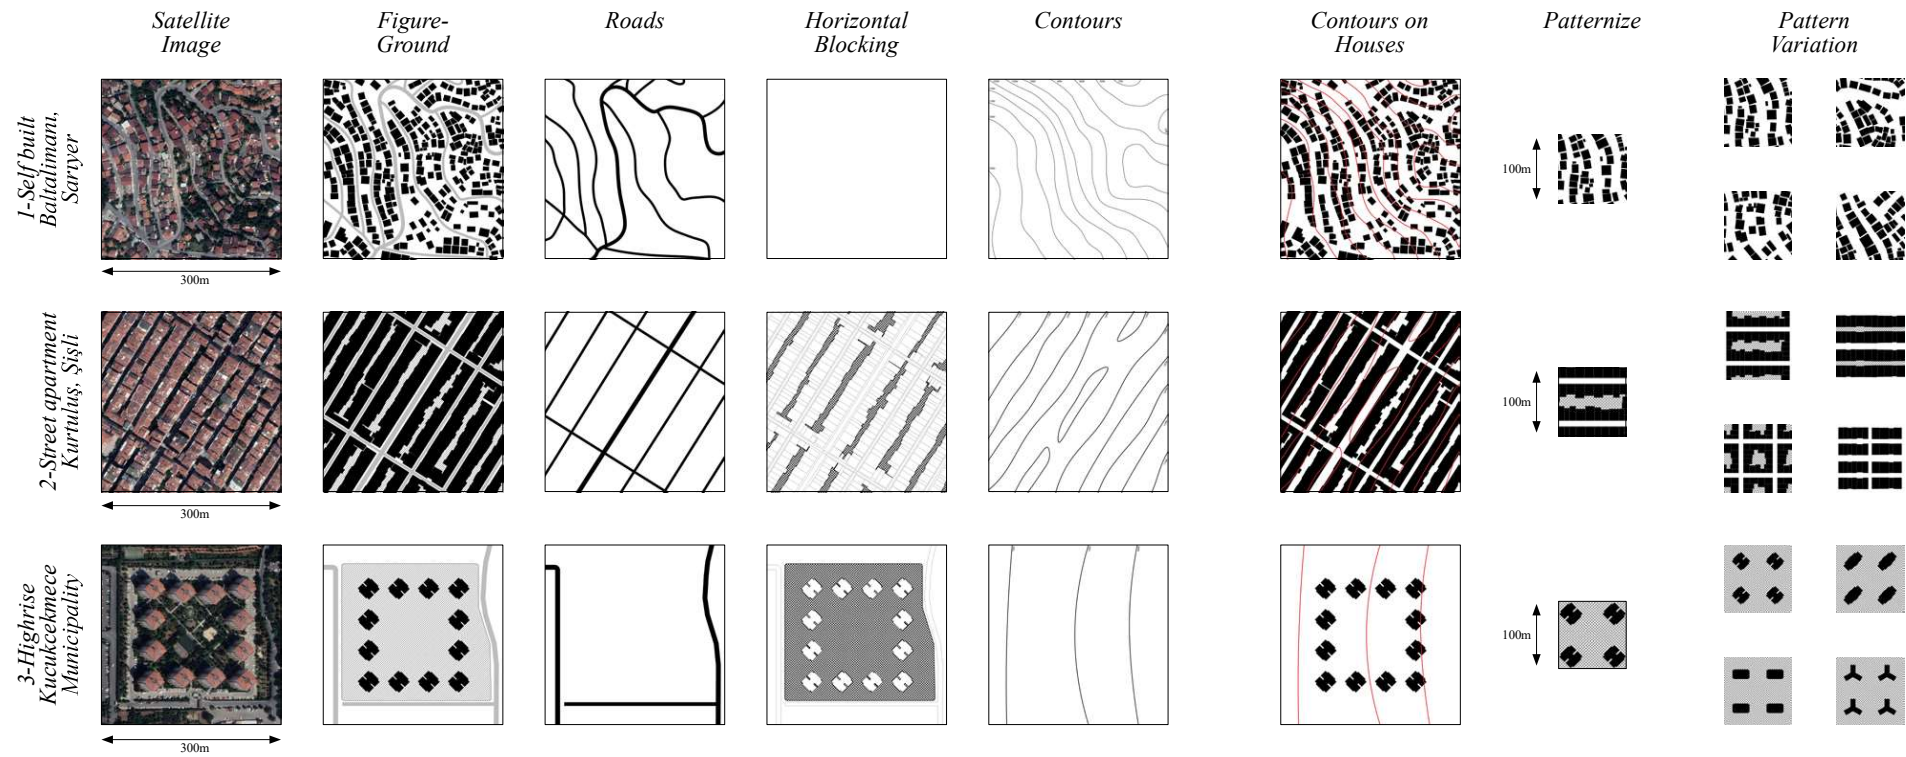 Satellite
Image
Figure-
Ground
Roads
Horizontal
Blocking
Contours
Contours on
Houses
Patternize
Pattern
Variation
1-Self built
Baltalimanı,
Sarıyer
300m
100m
2-Street apartment
Kurtuluş, Şişli
300m
100m
3-Highrise
Kucukcekmece
Municipality
300m
100m